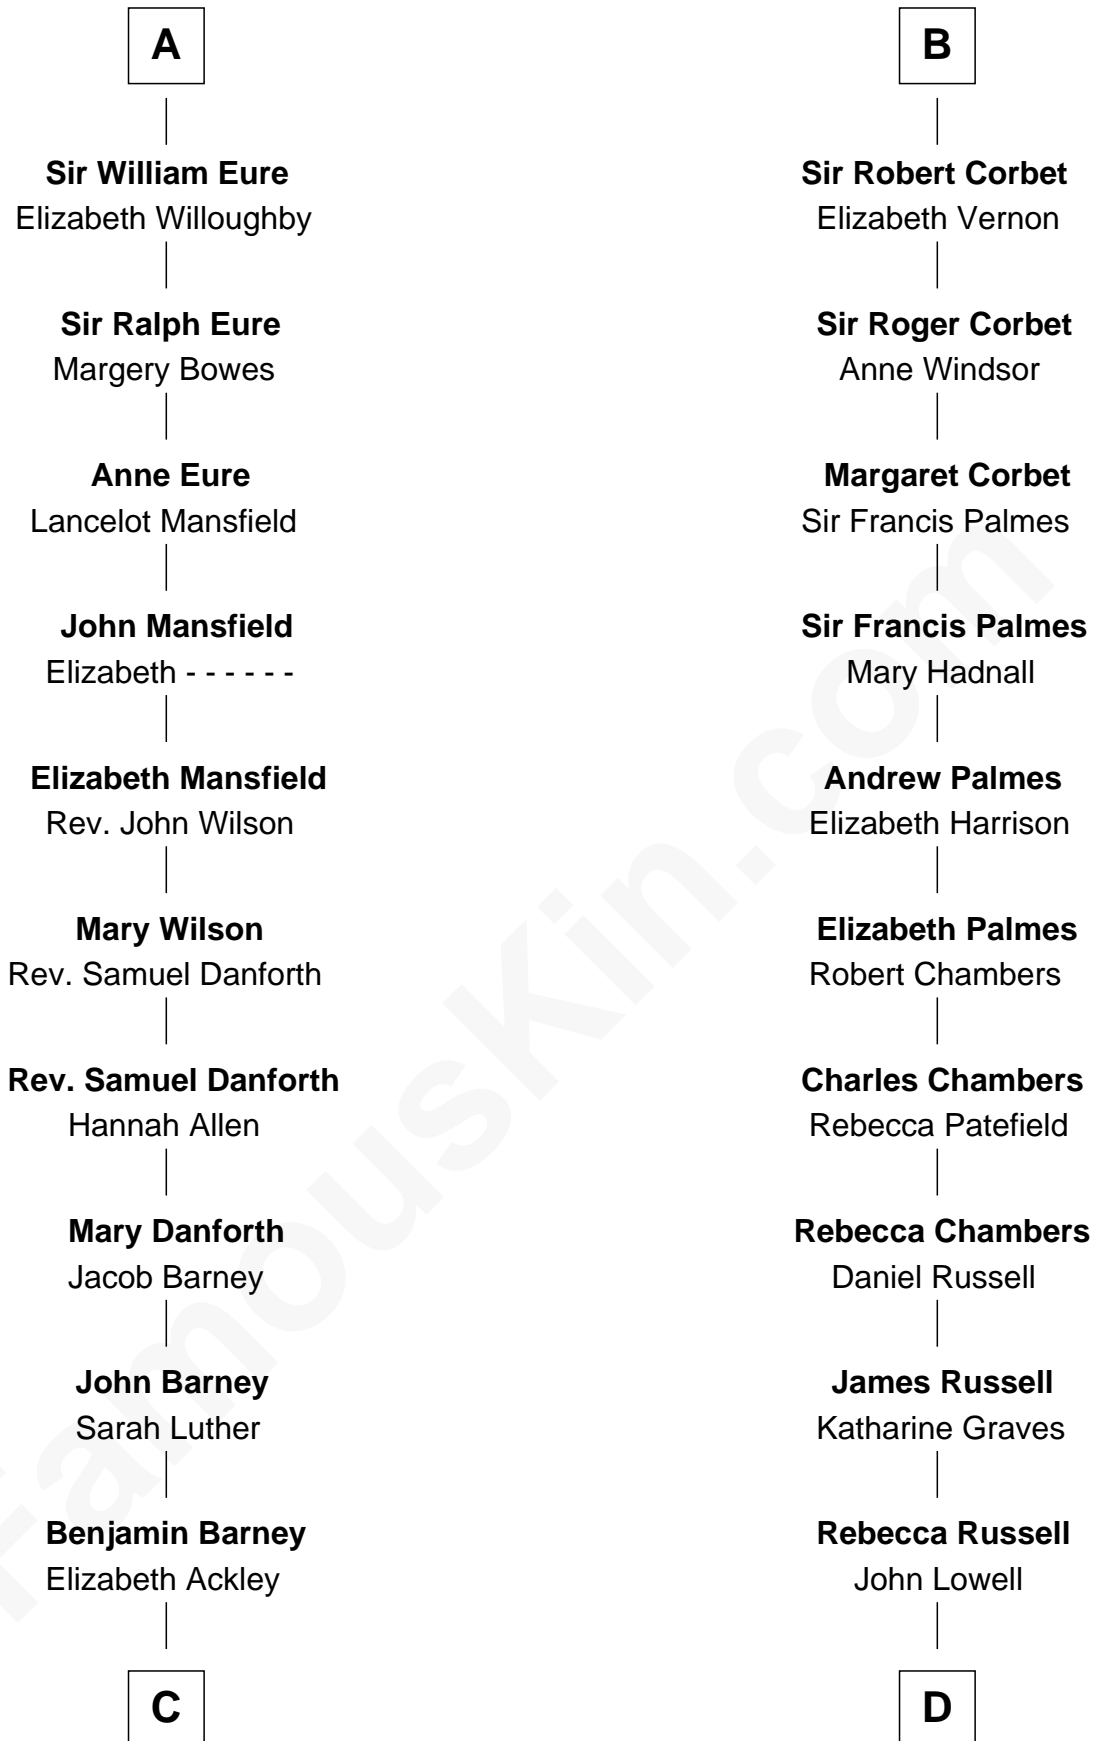 A
Sir William Eure
Elizabeth Willoughby
Sir Ralph Eure
Margery Bowes
Anne Eure
Lancelot Mansfield
John Mansfield
Elizabeth - - - - - -
Elizabeth Mansfield
Rev. John Wilson
Mary Wilson
Rev. Samuel Danforth
Rev. Samuel Danforth
Hannah Allen
Mary Danforth
Jacob Barney
John Barney
Sarah Luther
Benjamin Barney
Elizabeth Ackley
C
B
Sir Robert Corbet
Elizabeth Vernon
Sir Roger Corbet
Anne Windsor
Margaret Corbet
Sir Francis Palmes
Sir Francis Palmes
Mary Hadnall
Andrew Palmes
Elizabeth Harrison
Elizabeth Palmes
Robert Chambers
Charles Chambers
Rebecca Patefield
Rebecca Chambers
Daniel Russell
James Russell
Katharine Graves
Rebecca Russell
John Lowell
D
FamousKin.com